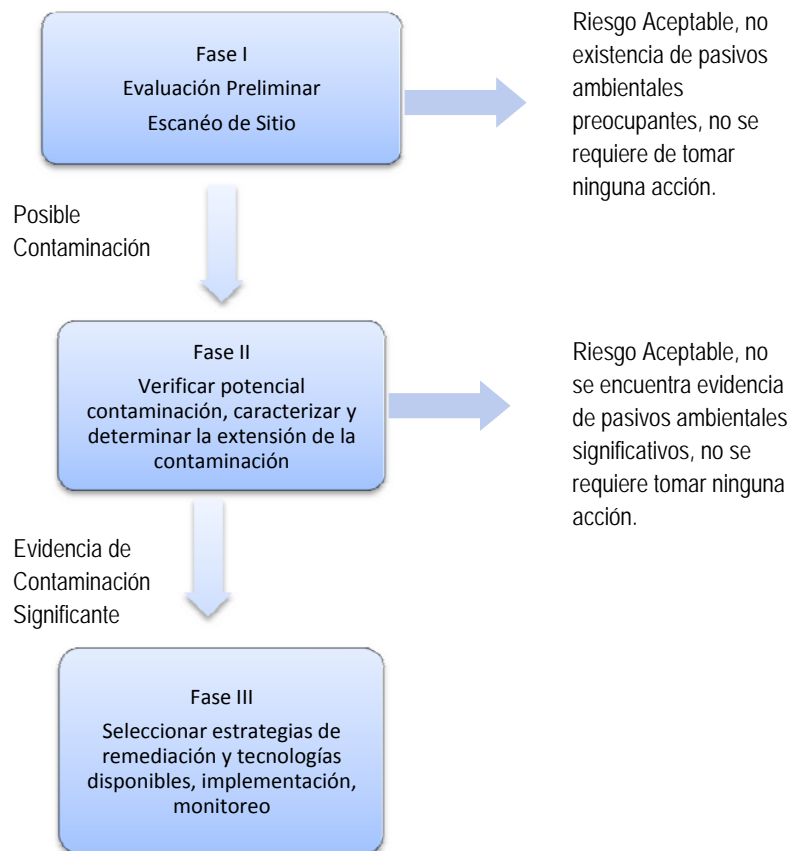 Fase I
Evaluación Preliminar
Escanéo de Sitio
Riesgo Aceptable, no
existencia de pasivos
ambientales
preocupantes, no se
requiere de tomar
ninguna acción.
Posible
Contaminación
Fase II
Verificar potencial
contaminación, caracterizar y
determinar la extensión de la
contaminación
Riesgo Aceptable, no
se encuentra evidencia
de pasivos ambientales
significativos, no se
requiere tomar ninguna
acción.
Evidencia de
Contaminación
Significante
Fase III
Seleccionar estrategias de
remediación y tecnologías
disponibles, implementación,
monitoreo